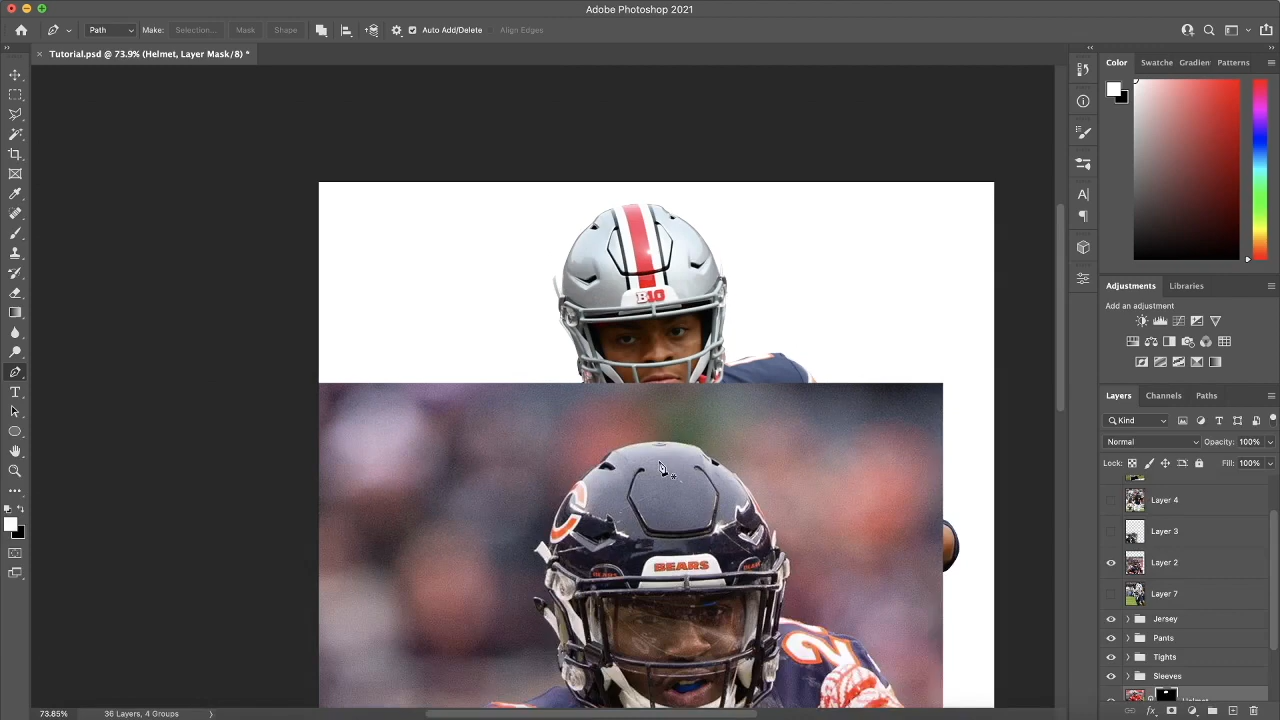 Adobe Photoshop 2021
Path Make: Selection... Mask Shape Auto Add/Delete Align Edges
Tutorial.psd @ 73.9% (Helmet, Layer Mask/8) *
Color Swatche Gradien Patterns
B1G
Adjustments Libraries
Add an adjustment
Layers Channels Paths
Kind
Normal Opacity: 100%
Lock: Fill: 100%
Layer 4
Layer 3
Layer 2
Layer 7
Jersey
Pants
Tights
Sleeves
Helmet
C
BEARS
BEARS
2
73.85% 36 Layers, 4 Groups